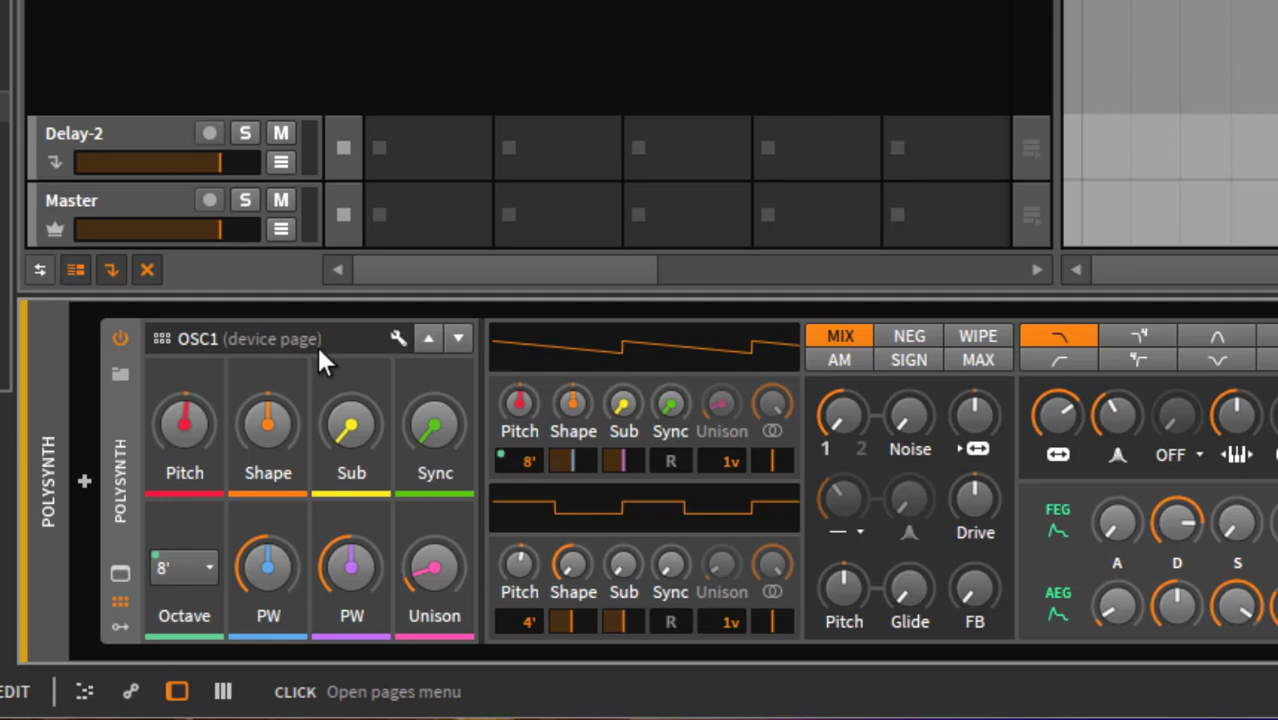 Delay-2 S M
Master S M
POLYSYNTH
POLYSYNTH
OSC1 (device page)
Pitch Shape Sub Sync
8'
Octave PW PW Unison
Pitch Shape Sub Sync Unison
8' R 1v
Pitch Shape Sub Sync Unison
4' R 1v
MIX NEG WIPE
AM SIGN MAX
1 2 Noise
Drive
Pitch Glide FB
4
4
OFF
FEG
A D S
AEG
EDIT CLICK Open pages menu